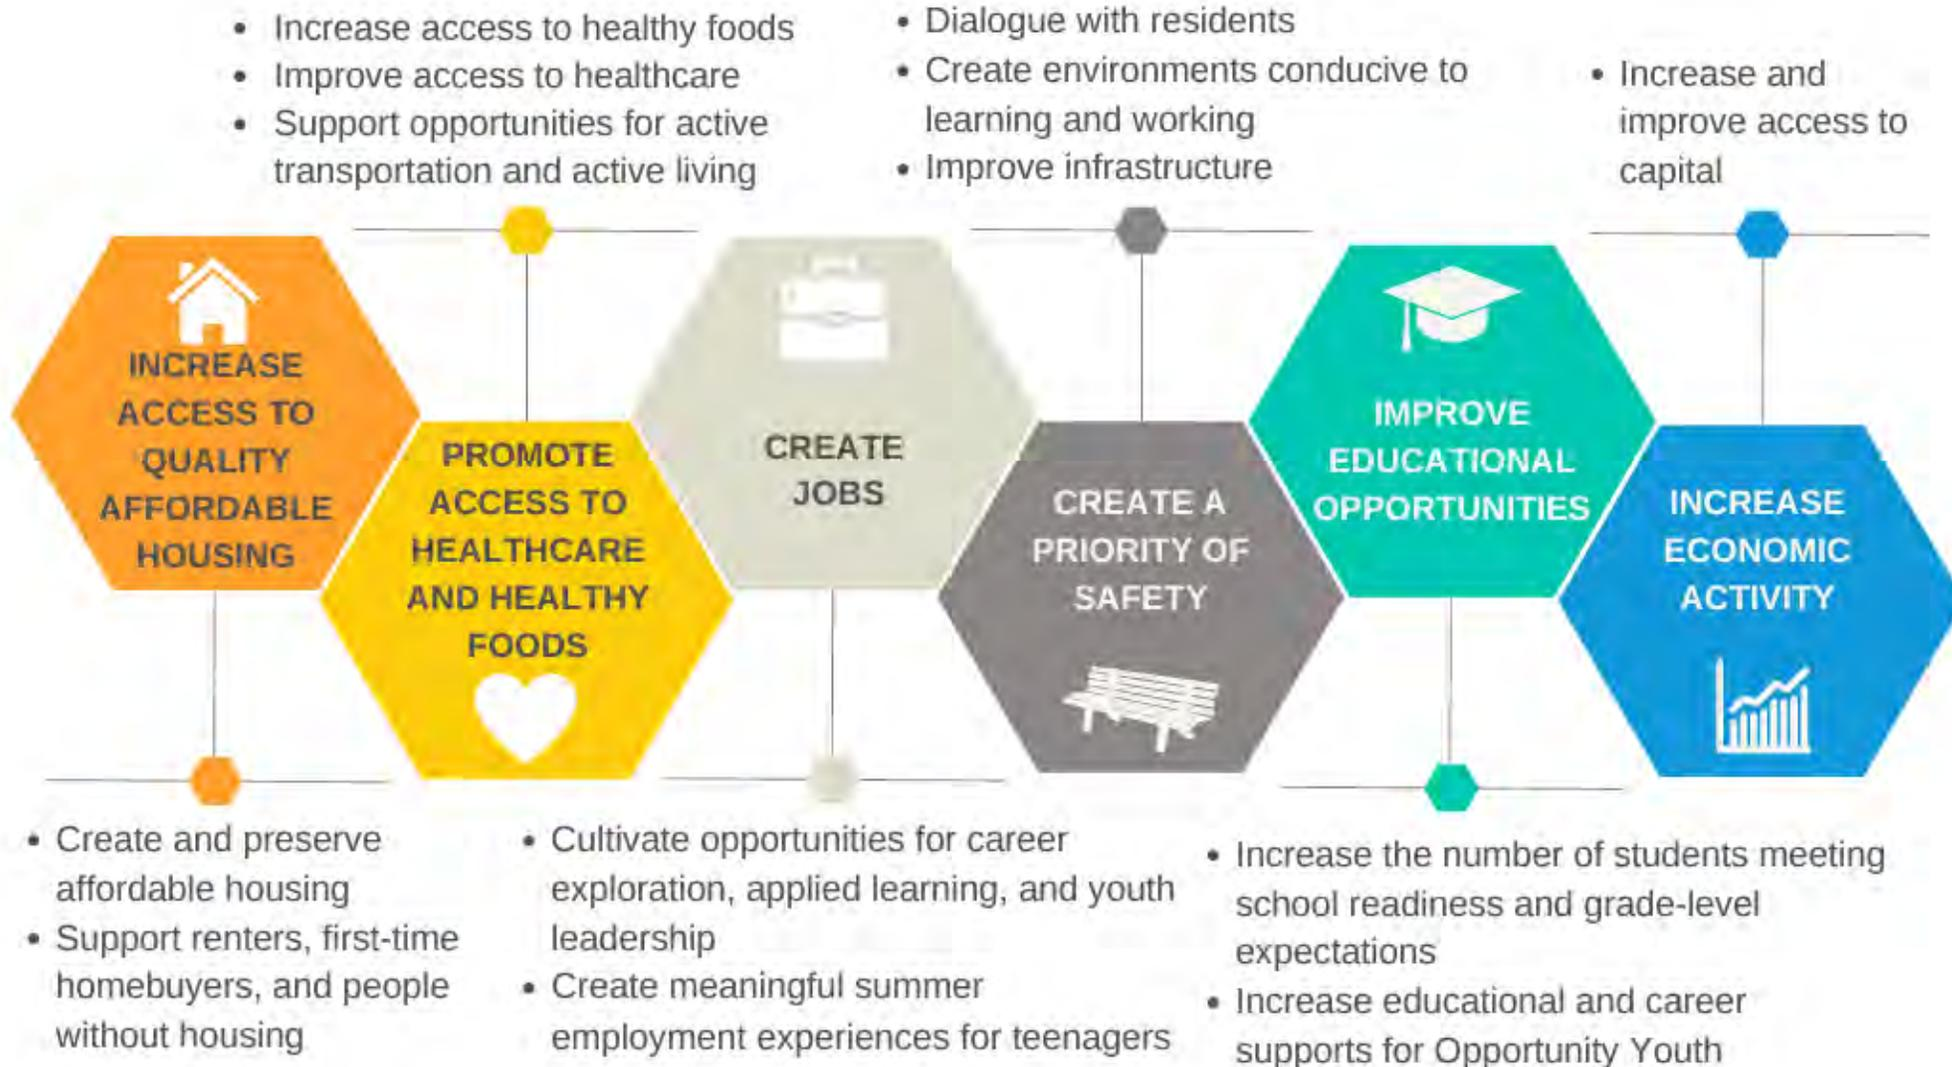 • Increase access to healthy foods
• Improve access to healthcare
• Support opportunities for active
transportation and active living
• Dialogue with residents
• Create environments conducive to
learning and working
• Improve infrastructure
• Increase and
improve access to
capital
INCREASE
ACCESS TO
QUALITY
AFFORDABLE
HOUSING
PROMOTE
ACCESS TO
HEALTHCARE
AND HEALTHY
FOODS
CREATE
JOBS
CREATE A
PRIORITY OF
SAFETY
IMPROVE
EDUCATIONAL
OPPORTUNITIES
INCREASE
ECONOMIC
ACTIVITY
• Create and preserve
affordable housing
• Support renters, first-time
homebuyers, and people
without housing
• Cultivate opportunities for career
exploration, applied learning, and youth
leadership
• Create meaningful summer
employment experiences for teenagers
• Increase the number of students meeting
school readiness and grade-level
expectations
• Increase educational and career
supports for Opportunity Youth